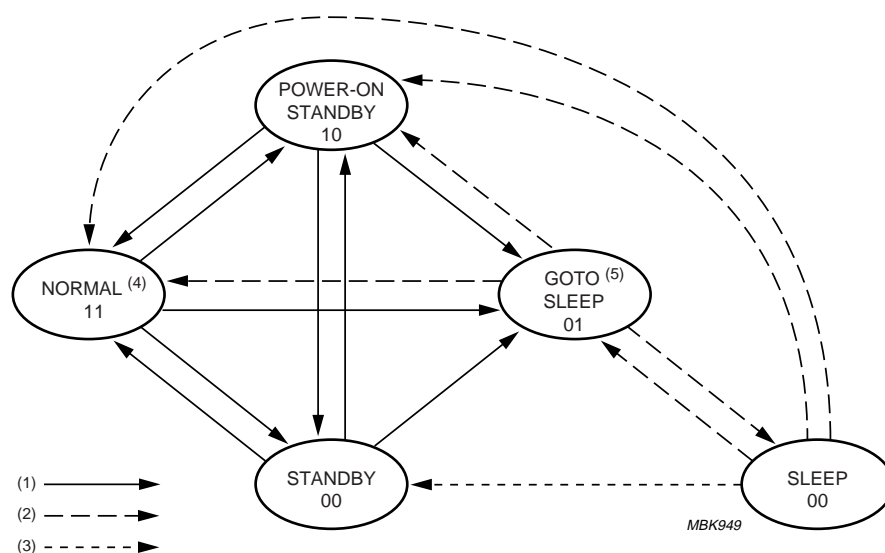 POWER-ON
STANDBY
10
NORMAL (4)
11
GOTO (5)
SLEEP
01
STANDBY
00
SLEEP
00
MBK949
(1)
(2)
(3)